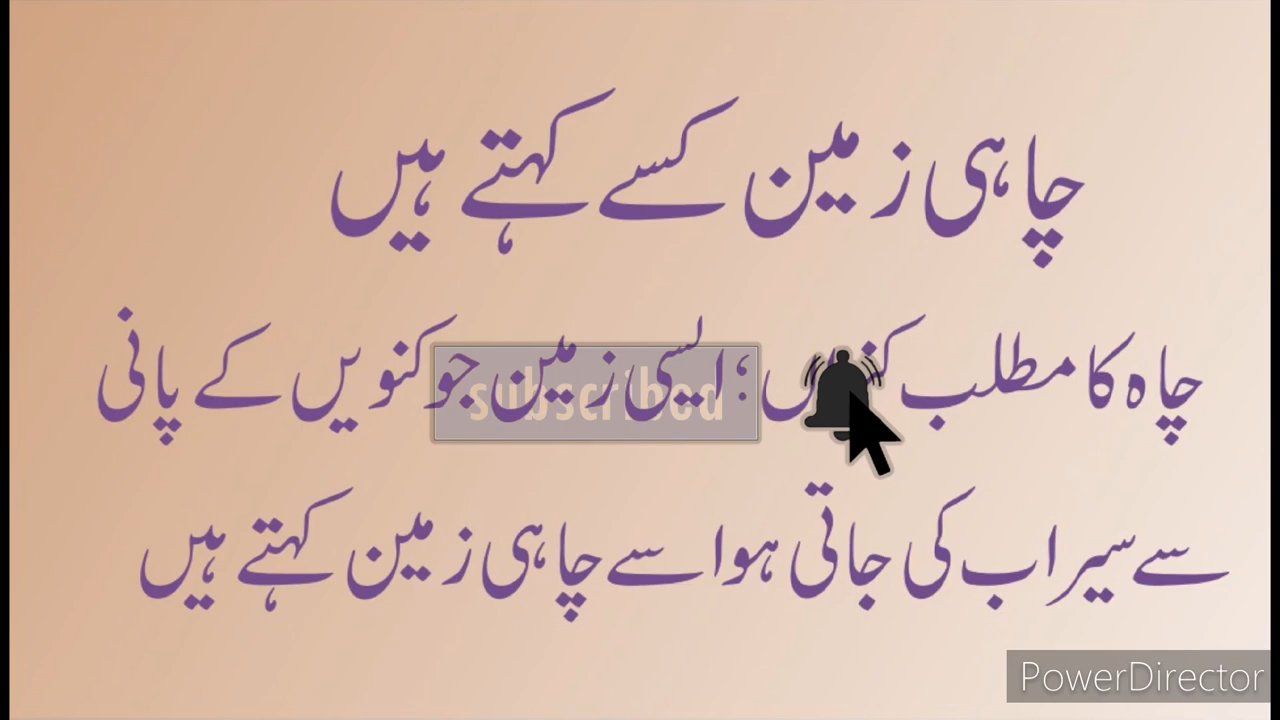 چاہی زمین کسے کہتے ہیں
چاہ کا مطلب ؛ ایسی زمین جو کنویں کے پانی
subscribed
سے سیراب کی جاتی ہو اسے چاہی زمین کہتے ہیں
PowerDirector